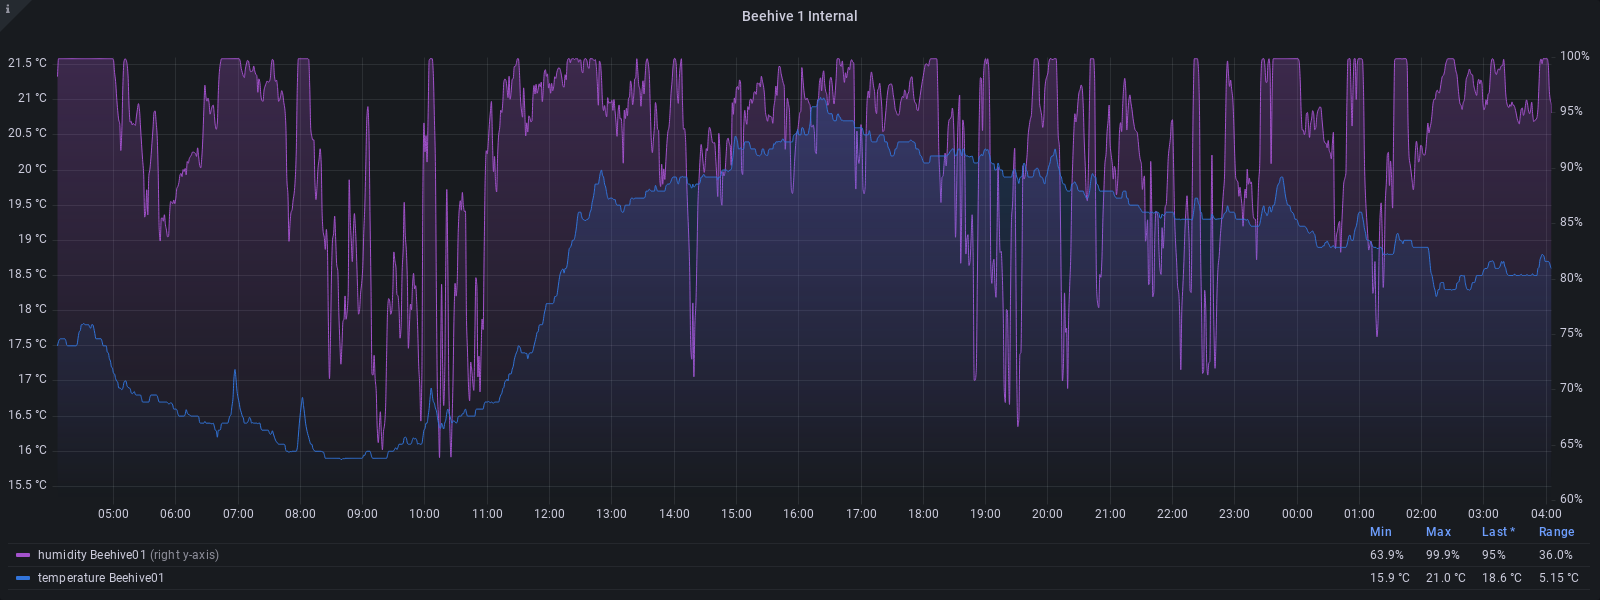 i
Beehive 1 Internal
21.5 °C
21 °C
20.5 °C
20 °C
19.5 °C
19 °C
18.5 °C
18 °C
17.5 °C
17 °C
16.5 °C
16 °C
15.5 °C
100%
95%
90%
85%
80%
75%
70%
65%
60%
05:00 06:00 07:00 08:00 09:00 10:00 11:00 12:00 13:00 14:00 15:00 16:00 17:00 18:00 19:00 20:00 21:00 22:00 23:00 00:00 01:00 02:00 03:00 04:00
Min Max Last * Range
humidity Beehive01 (right y-axis) 63.9% 99.9% 95% 36.0%
temperature Beehive01 15.9 °C 21.0 °C 18.6 °C 5.15 °C